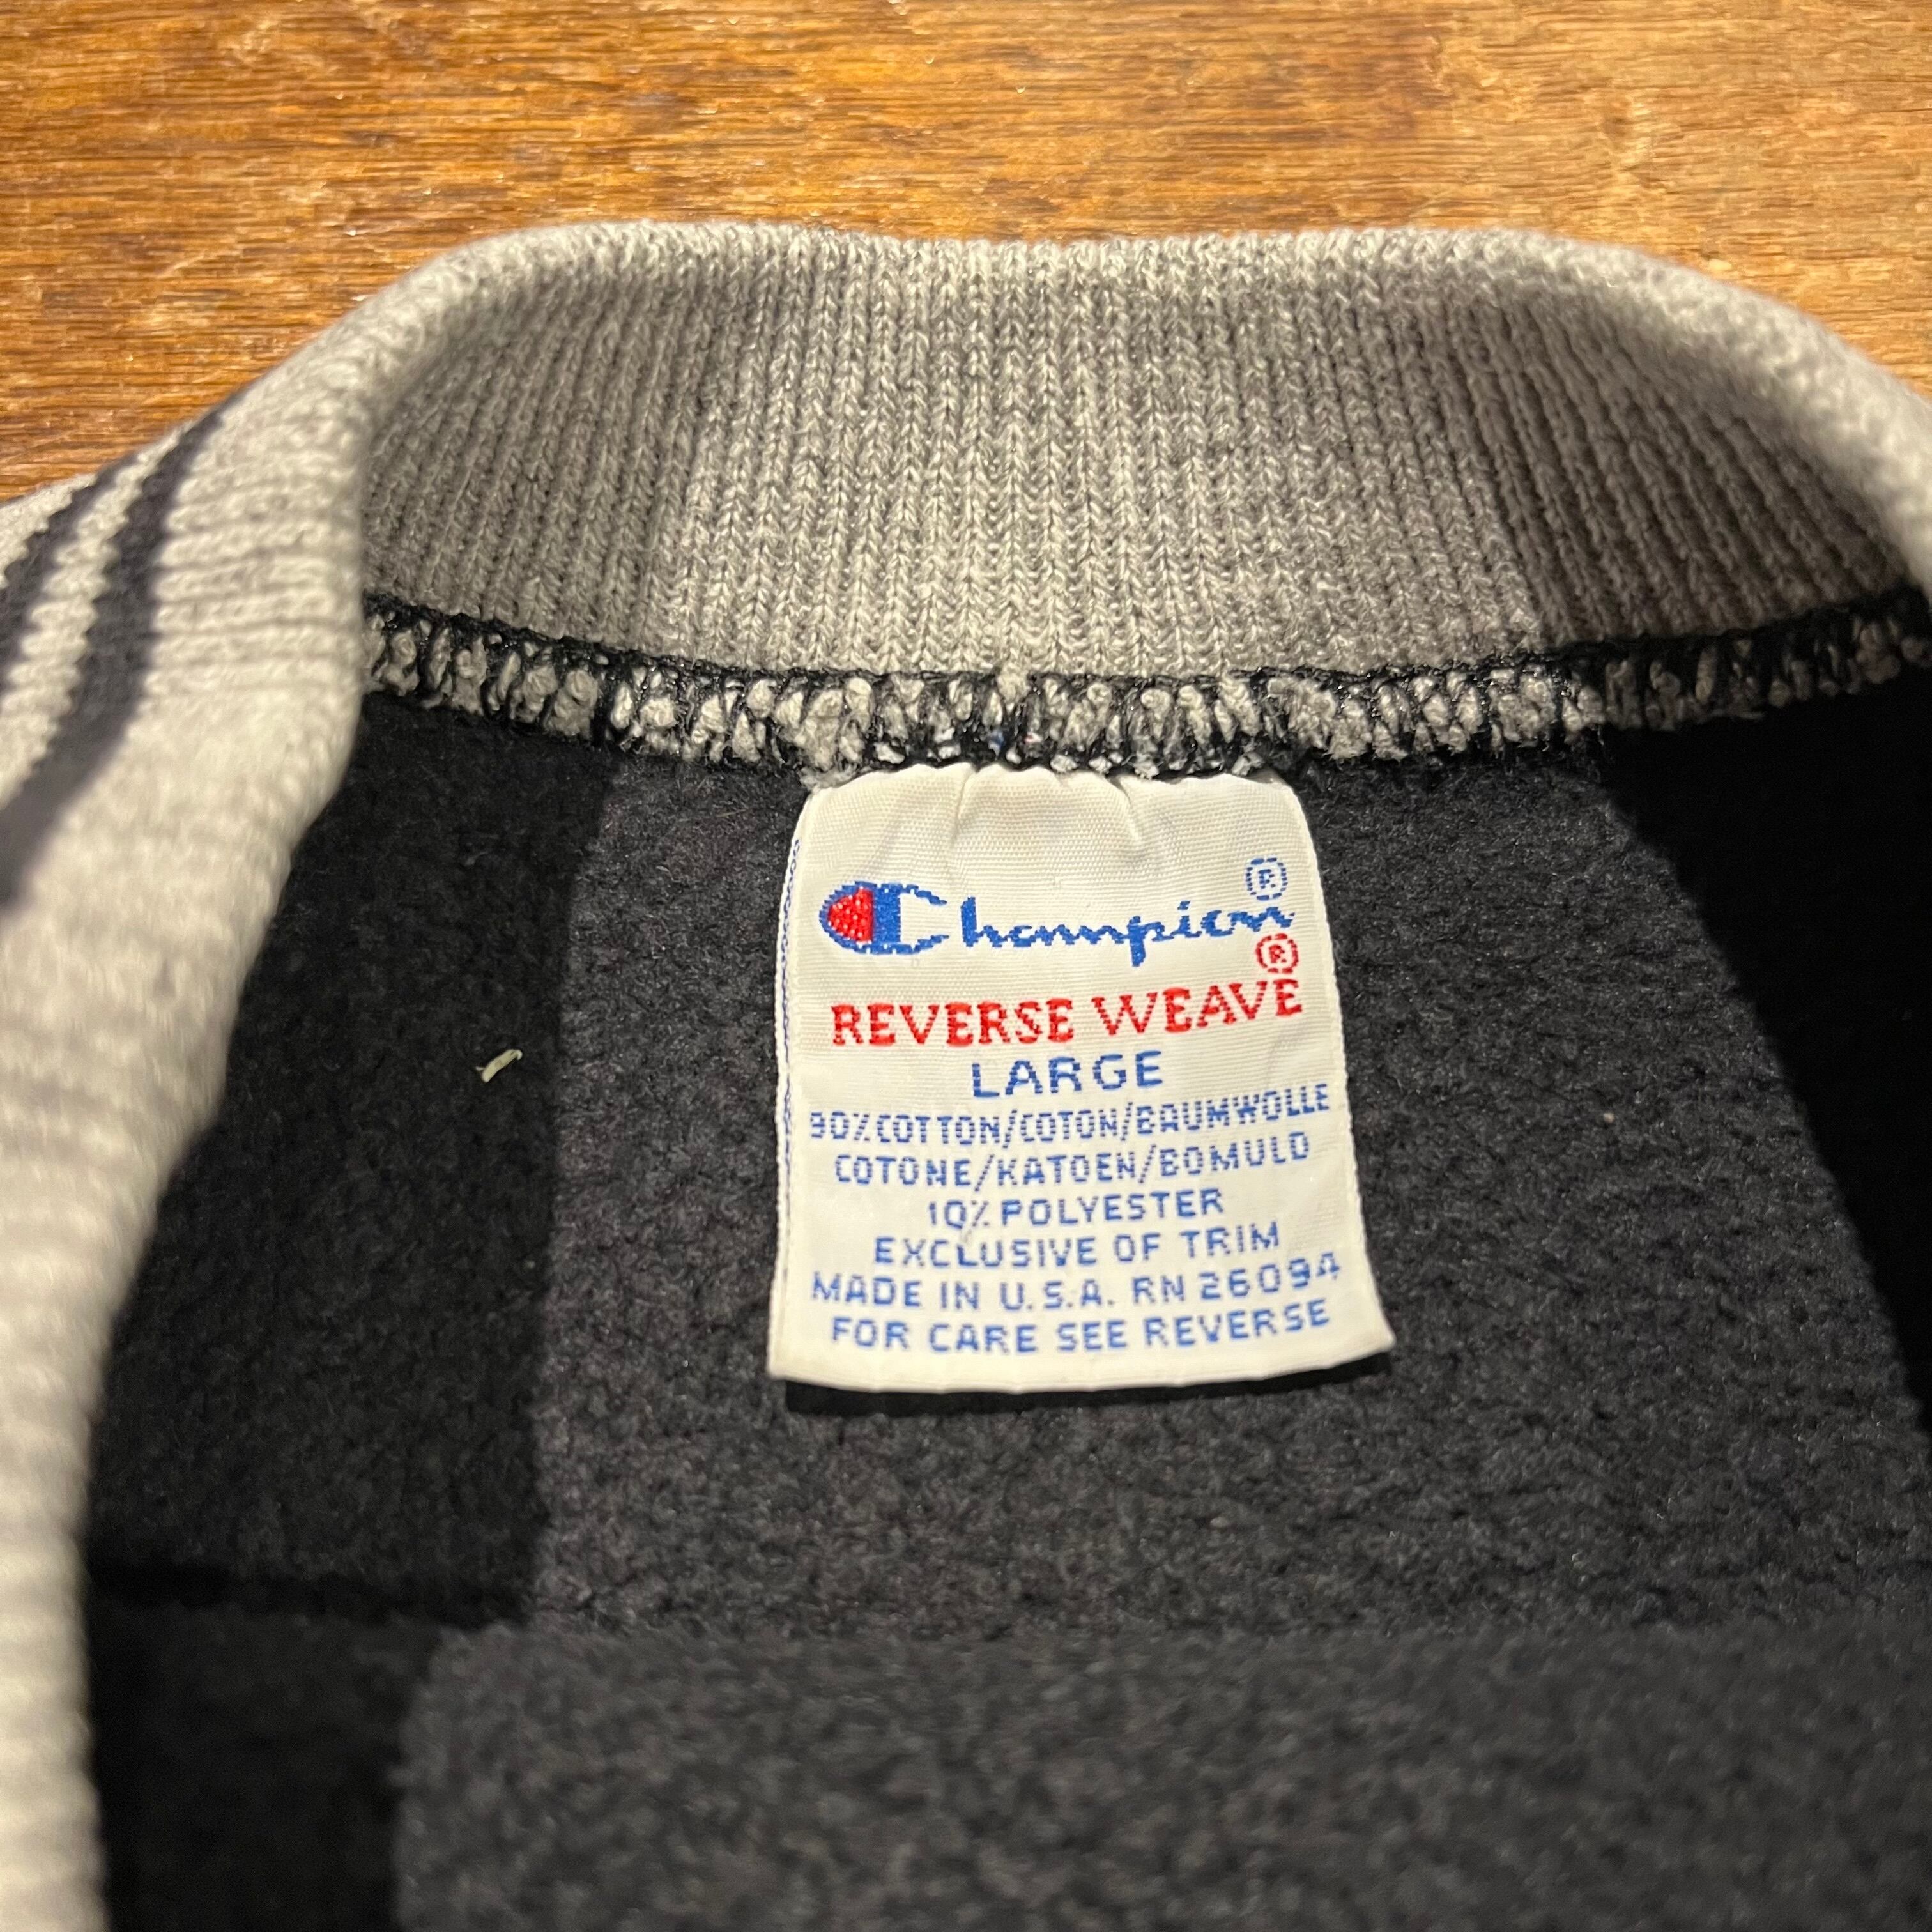 Champion®
REVERSE WEAVE®
LARGE
90% COTTON/COTON/BAUMWOLLE
COTONE/KATOEN/BOMULD
10% POLYESTER
EXCLUSIVE OF TRIM
MADE IN U.S.A. RN 26094
FOR CARE SEE REVERSE